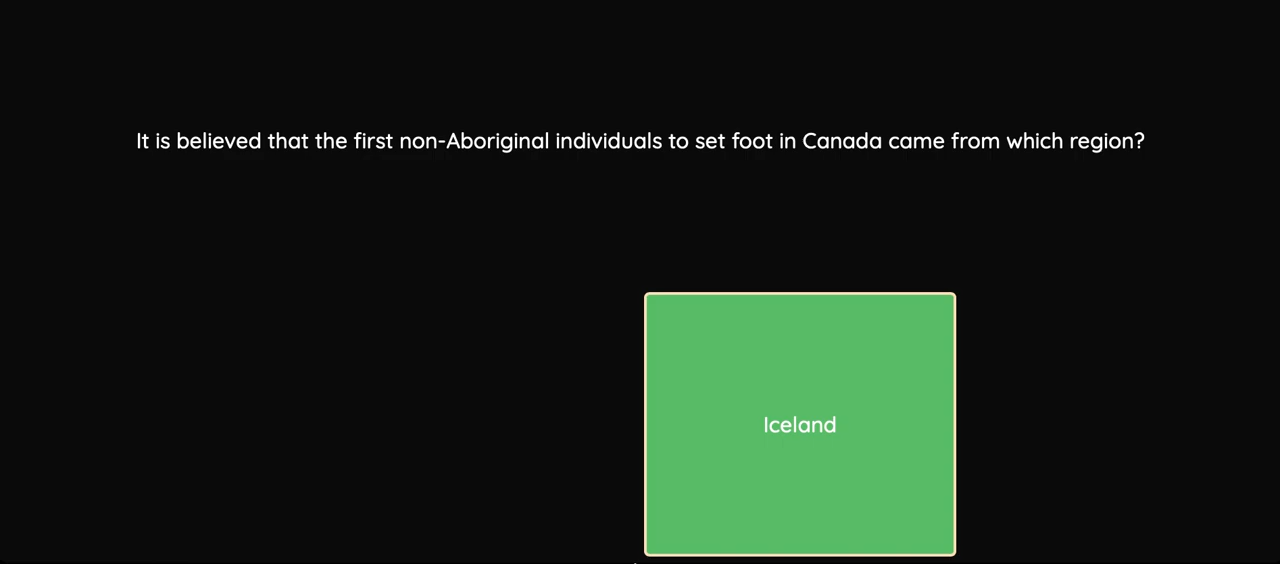 It is believed that the first non-Aboriginal individuals to set foot in Canada came from which region?
Iceland